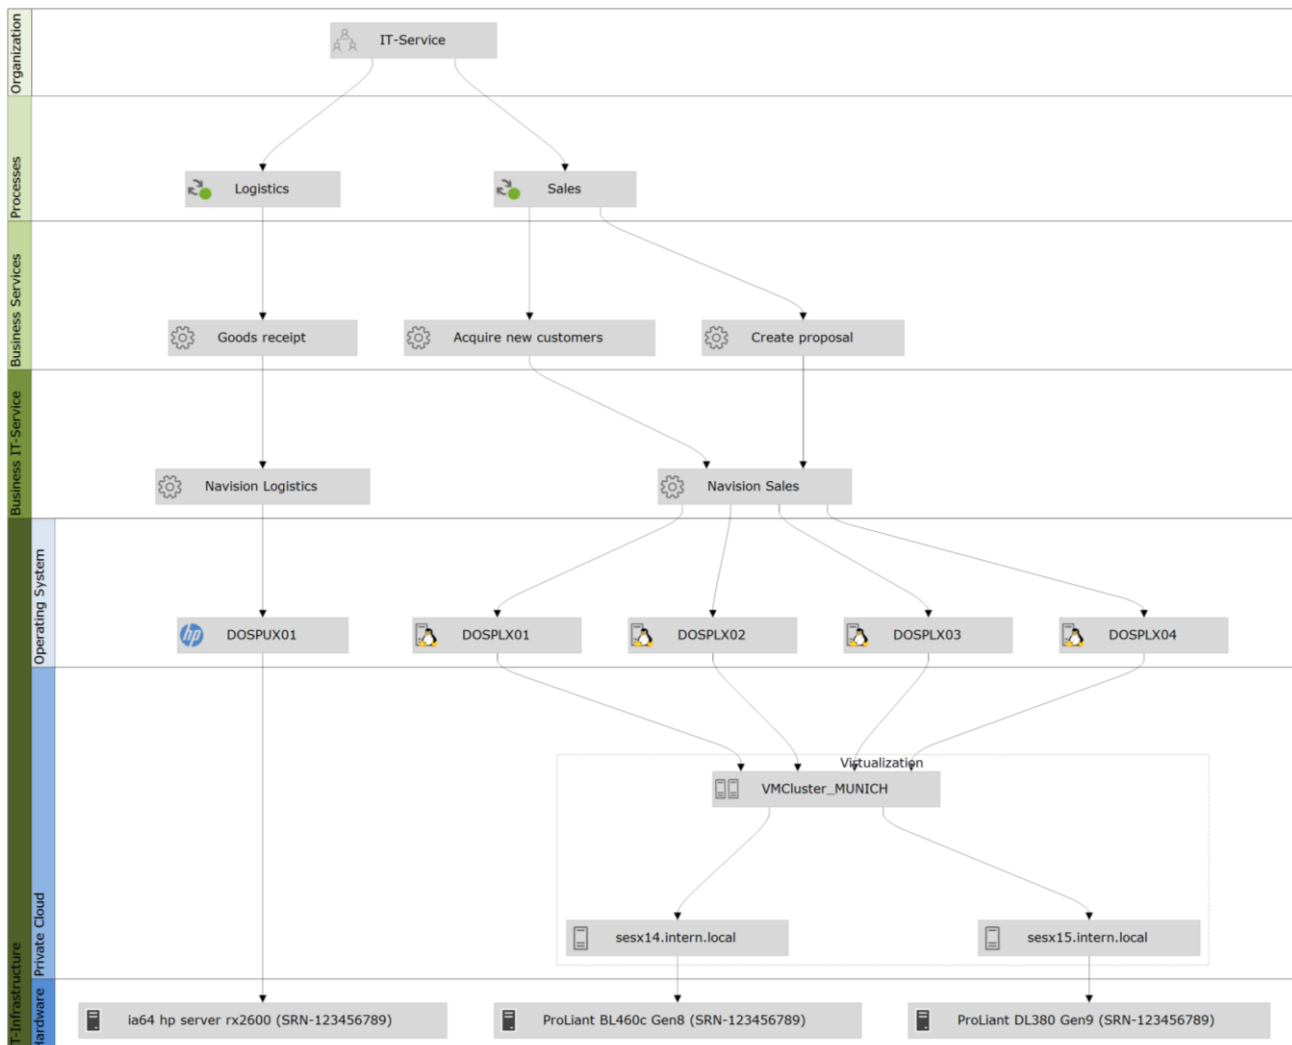 Organization
IT-Service
Processes
Logistics
Sales
Business Services
Goods receipt
Acquire new customers
Create proposal
Business IT-Service
Navision Logistics
Navision Sales
T-Infrastructure
Operating System
hp
DOSPUX01
DOSPLX01
DOSPLX02
DOSPLX03
DOSPLX04
Private Cloud
Virtualization
VMCluster_MUNICH
sesx14.intern.local
sesx15.intern.local
Hardware
ia64 hp server rx2600 (SRN-123456789)
ProLiant BL460c Gen8 (SRN-123456789)
ProLiant DL380 Gen9 (SRN-123456789)